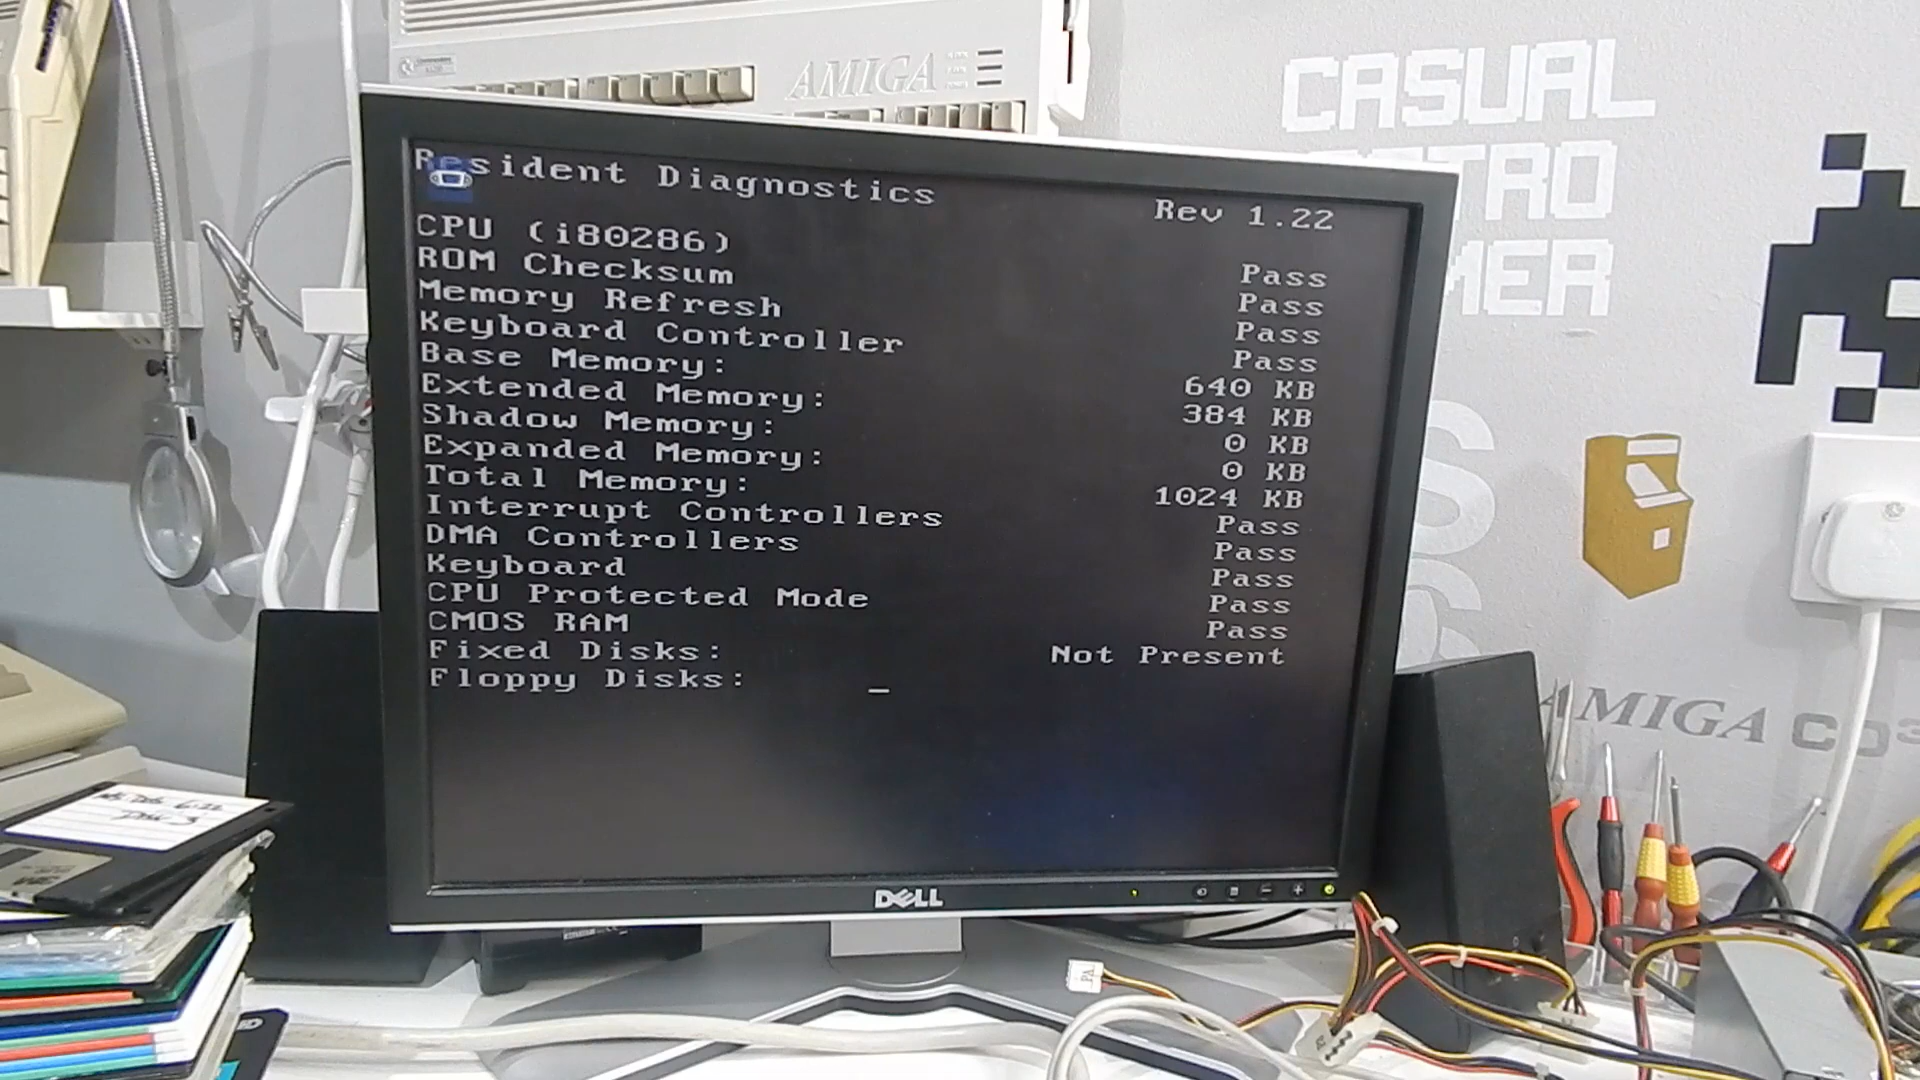 AMIGA
CASUAL
RETRO
Resident Diagnostics Rev 1.22
CPU (i80286) Pass
ROM Checksum Pass
Memory Refresh Pass
Keyboard Controller Pass
Base Memory: 640 KB
Extended Memory: 384 KB
Shadow Memory: 0 KB
Expanded Memory: 0 KB
Total Memory: 1024 KB
Interrupt Controllers Pass
DMA Controllers Pass
Keyboard Pass
CPU Protected Mode Pass
CMOS RAM Pass
Fixed Disks: Not Present
Floppy Disks: _
AMIGA CD3
DELL